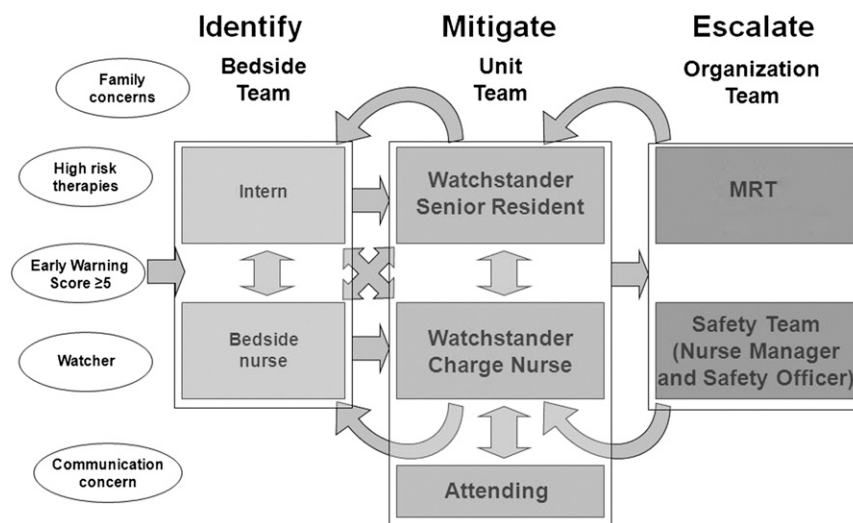 Identify
Mitigate
Escalate
Bedside
Team
Unit
Team
Organization
Team
Family
concerns
High risk
therapies
Early Warning
Score ≥5
Watcher
Communication
concern
Intern
Bedside
nurse
Watchstander
Senior Resident
Watchstander
Charge Nurse
Attending
MRT
Safety Team
(Nurse Manager
and Safety Officer)